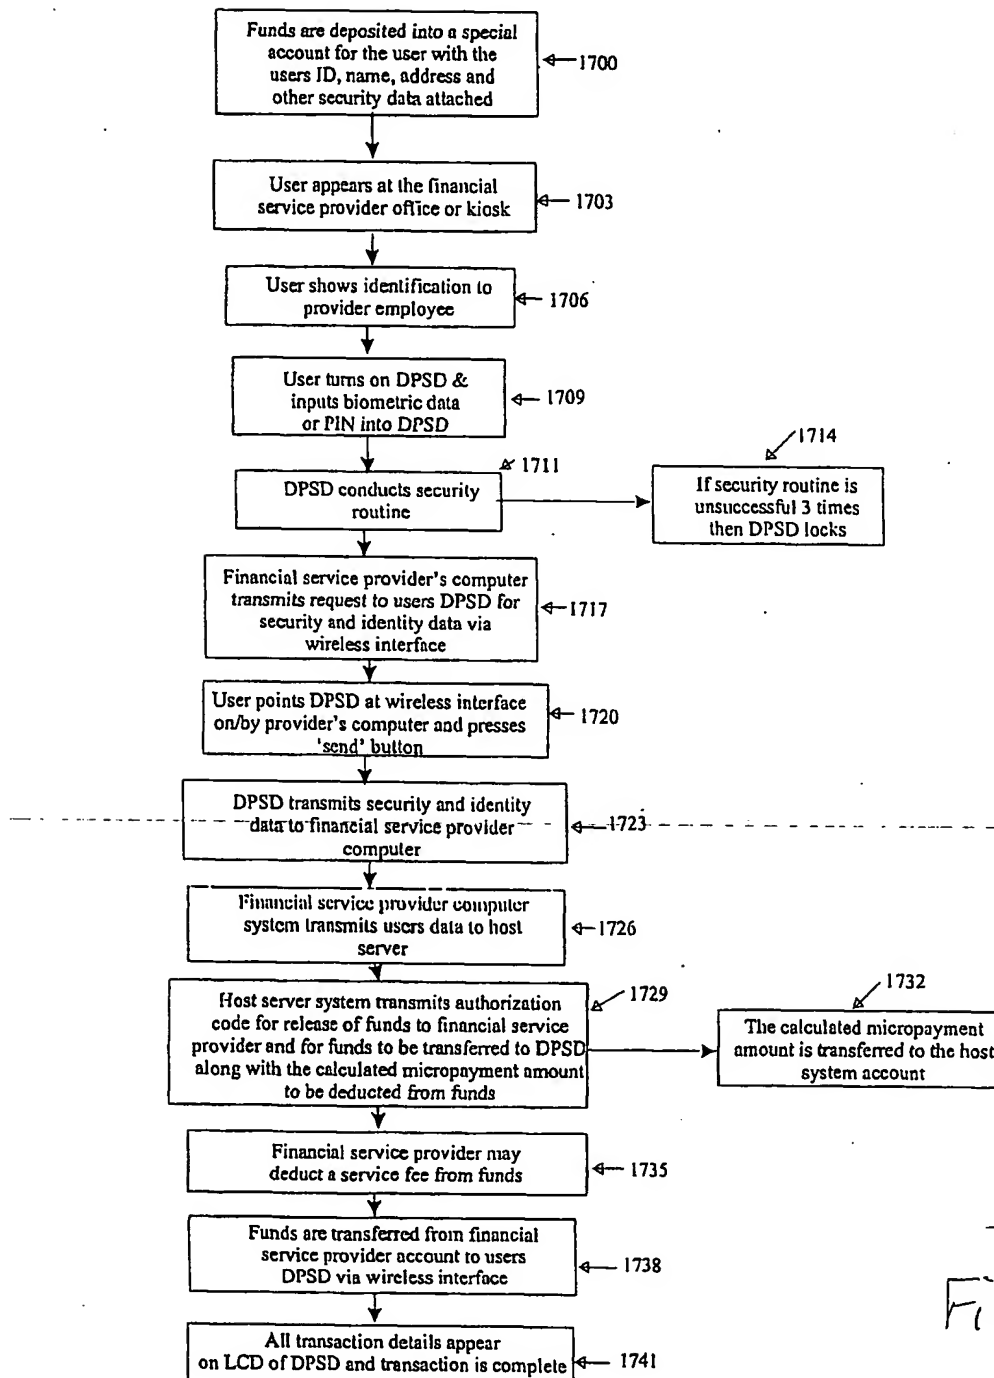 Funds are deposited into a special
account for the user with the
users ID, name, address and
other security data attached
1700
User appears at the financial
service provider office or kiosk
1703
User shows identification to
provider employee
1706
User turns on DPSD &
inputs biometric data
or PIN into DPSD
1709
1711
DPSD conducts security
routine
1714
If security routine is
unsuccessful 3 times
then DPSD locks
Financial service provider's computer
transmits request to users DPSD for
security and identity data via
wireless interface
1717
User points DPSD at wireless interface
on/by provider's computer and presses
'send' button
1720
DPSD transmits security and identity
data to financial service provider
computer
1723
Financial service provider computer
system transmits users data to host
server
1726
Host server system transmits authorization
code for release of funds to financial service
provider and for funds to be transferred to DPSD
along with the calculated micropayment amount
to be deducted from funds
1729
1732
The calculated micropayment
amount is transferred to the host
system account
Financial service provider may
deduct a service fee from funds
1735
Funds are transferred from financial
service provider account to users
DPSD via wireless interface
1738
All transaction details appear
on LCD of DPSD and transaction is complete
1741